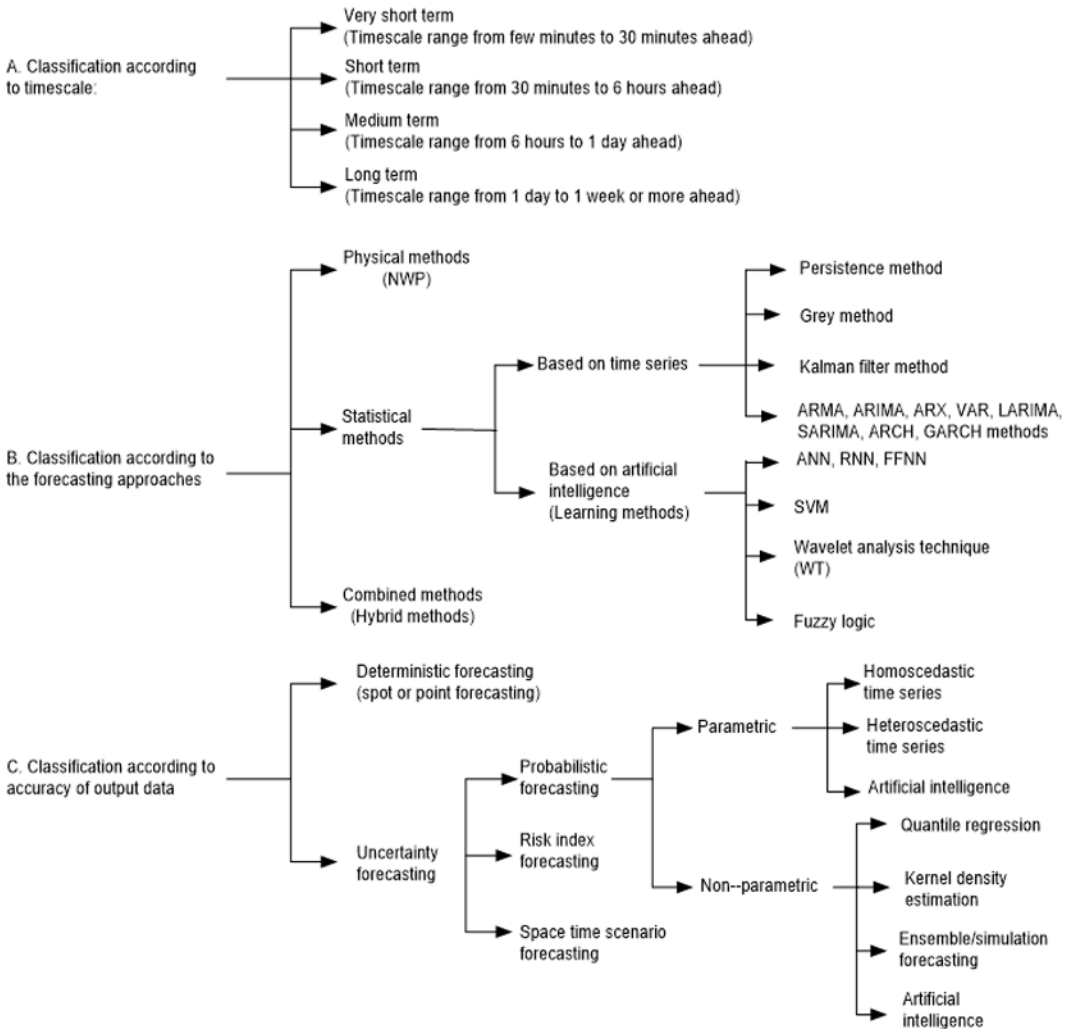 A. Classification according
to timescale:
Very short term
(Timescale range from few minutes to 30 minutes ahead)
Short term
(Timescale range from 30 minutes to 6 hours ahead)
Medium term
(Timescale range from 6 hours to 1 day ahead)
Long term
(Timescale range from 1 day to 1 week or more ahead)
B. Classification according to
the forecasting approaches
Physical methods
(NWP)
Statistical
methods
Based on time series
Persistence method
Grey method
Kalman filter method
ARMA, ARIMA, ARX, VAR, LARIMA,
SARIMA, ARCH, GARCH methods
Based on artificial
intelligence
(Learning methods)
ANN, RNN, FFNN
SVM
Wavelet analysis technique
(WT)
Fuzzy logic
Combined methods
(Hybrid methods)
C. Classification according to
accuracy of output data
Deterministic forecasting
(spot or point forecasting)
Uncertainty
forecasting
Probabilistic
forecasting
Parametric
Homoscedastic
time series
Heteroscedastic
time series
Artificial intelligence
Non--parametric
Quantile regression
Kernel density
estimation
Ensemble/simulation
forecasting
Artificial
intelligence
Risk index
forecasting
Space time scenario
forecasting